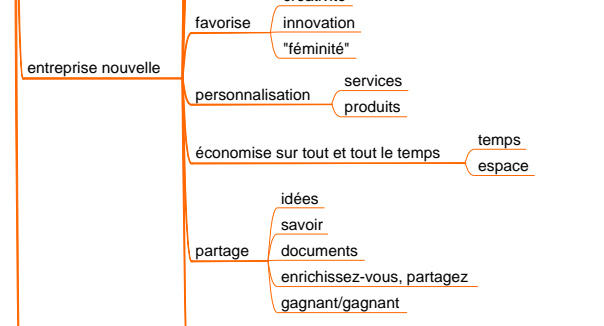 favorise
innovation
"féminité"
entreprise nouvelle
personnalisation
services
produits
économise sur tout et tout le temps
temps
espace
partage
idées
savoir
documents
enrichissez-vous, partagez
gagnant/gagnant